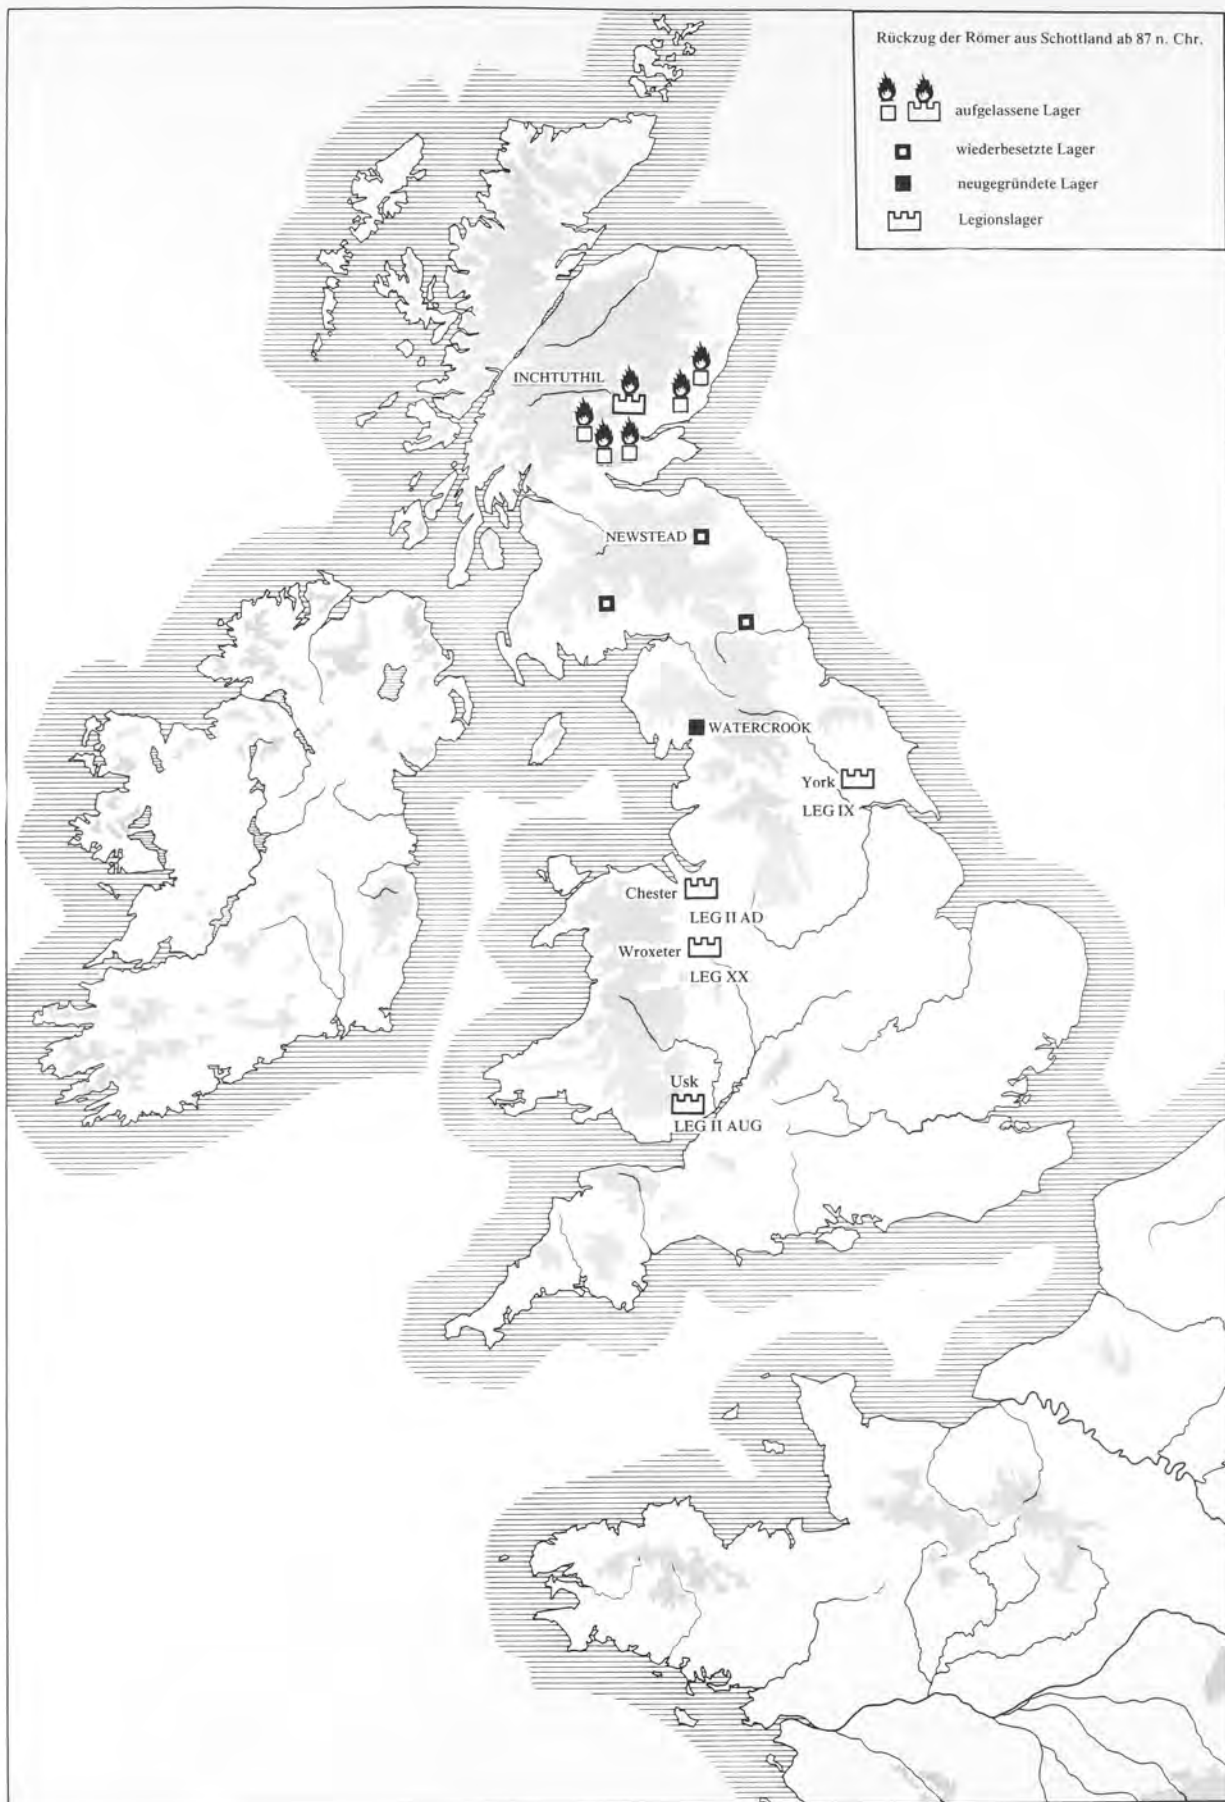 Rückzug der Römer aus Schottland ab 87 n. Chr.
aufgelassene Lager
wiederbesetzte Lager
neugegründete Lager
Legionslager
INCHTUTHIL
NEWSTEAD
WATERCROOK
York
LEG IX
Chester
LEG II AD
Wroxeter
LEG XX
Usk
LEG II AUG